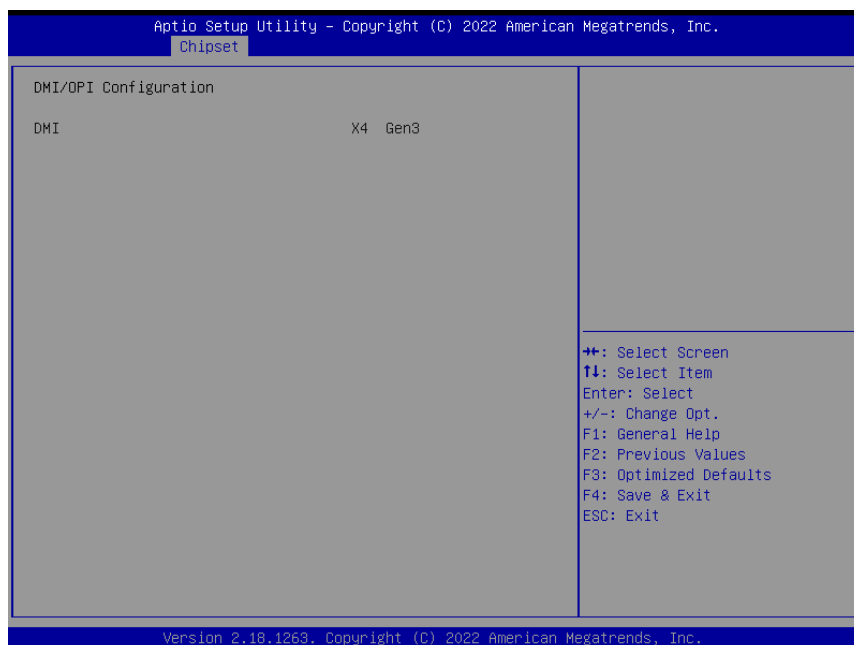 Aptio Setup Utility – Copyright (C) 2022 American Megatrends, Inc.
Chipset
DMI/OPI Configuration
DMI X4 Gen3
→←: Select Screen
↑↓: Select Item
Enter: Select
+/-: Change Opt.
F1: General Help
F2: Previous Values
F3: Optimized Defaults
F4: Save & Exit
ESC: Exit
Version 2.18.1263. Copyright (C) 2022 American Megatrends, Inc.